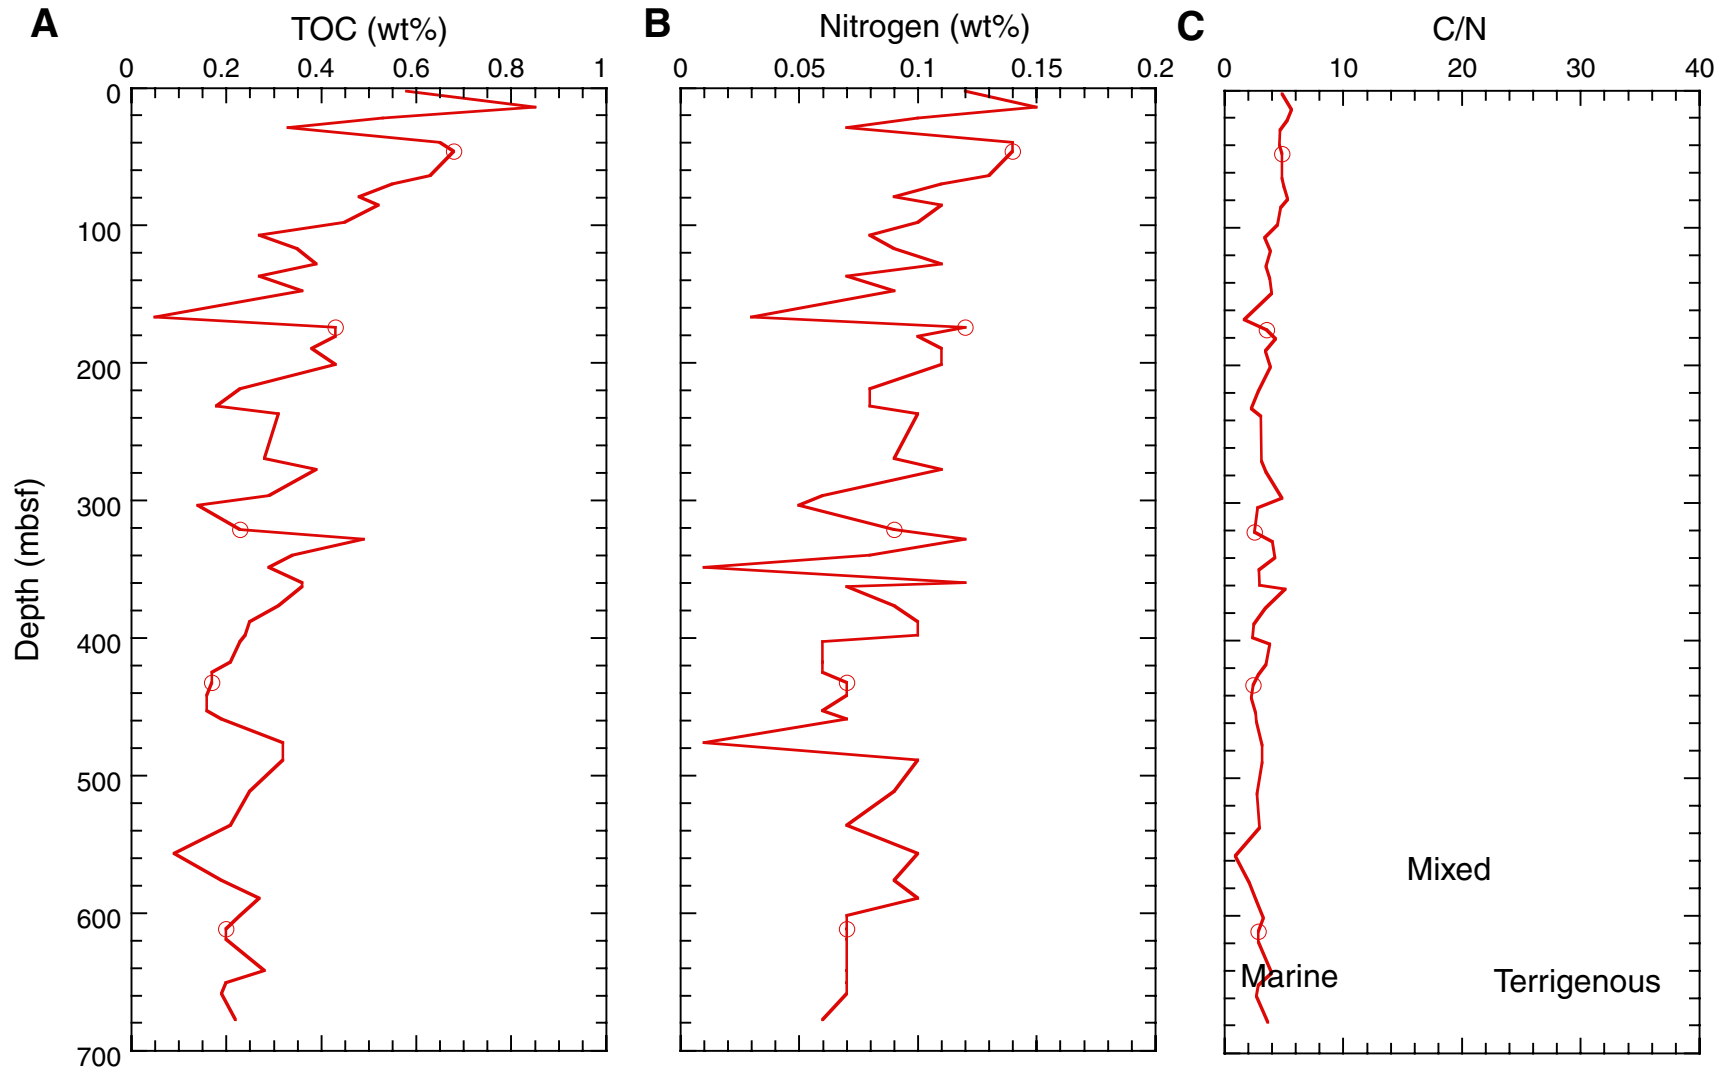 A TOC (wt%) B Nitrogen (wt%) C C/N
0 0.2 0.4 0.6 0.8 1 0 0.05 0.1 0.15 0.2 0 10 20 30 40
0
100
200
300
400
500
600
700
Depth (mbsf)
Mixed
Marine
Terrigenous